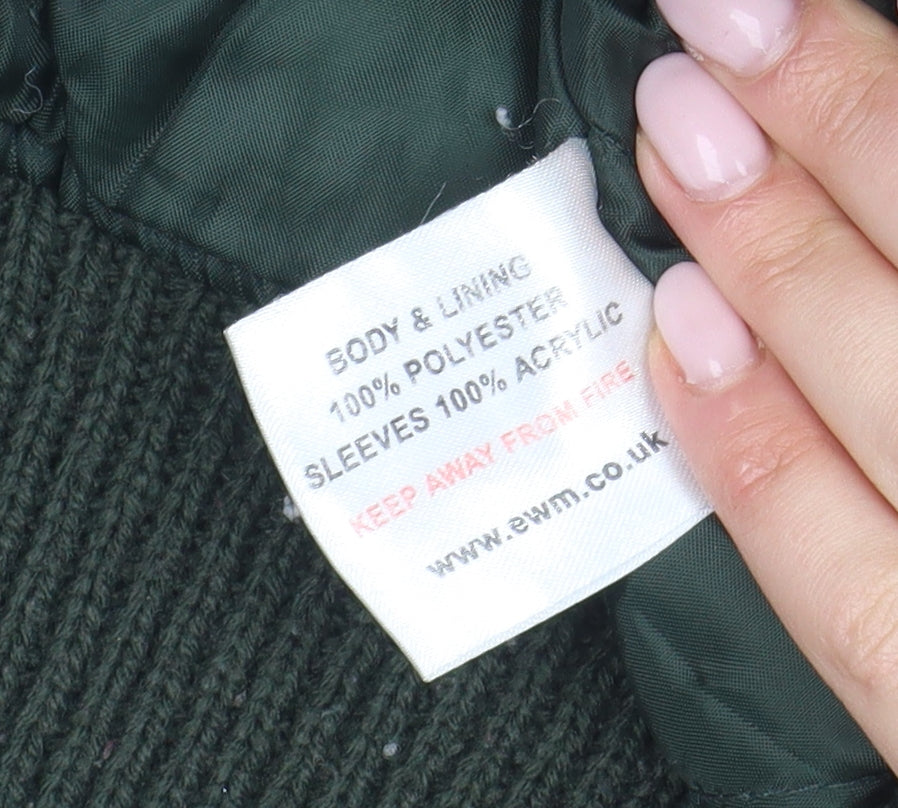 BODY & LINING
100% POLYESTER
SLEEVES 100% ACRYLIC
KEEP AWAY FROM FIRE
www.ewm.co.uk